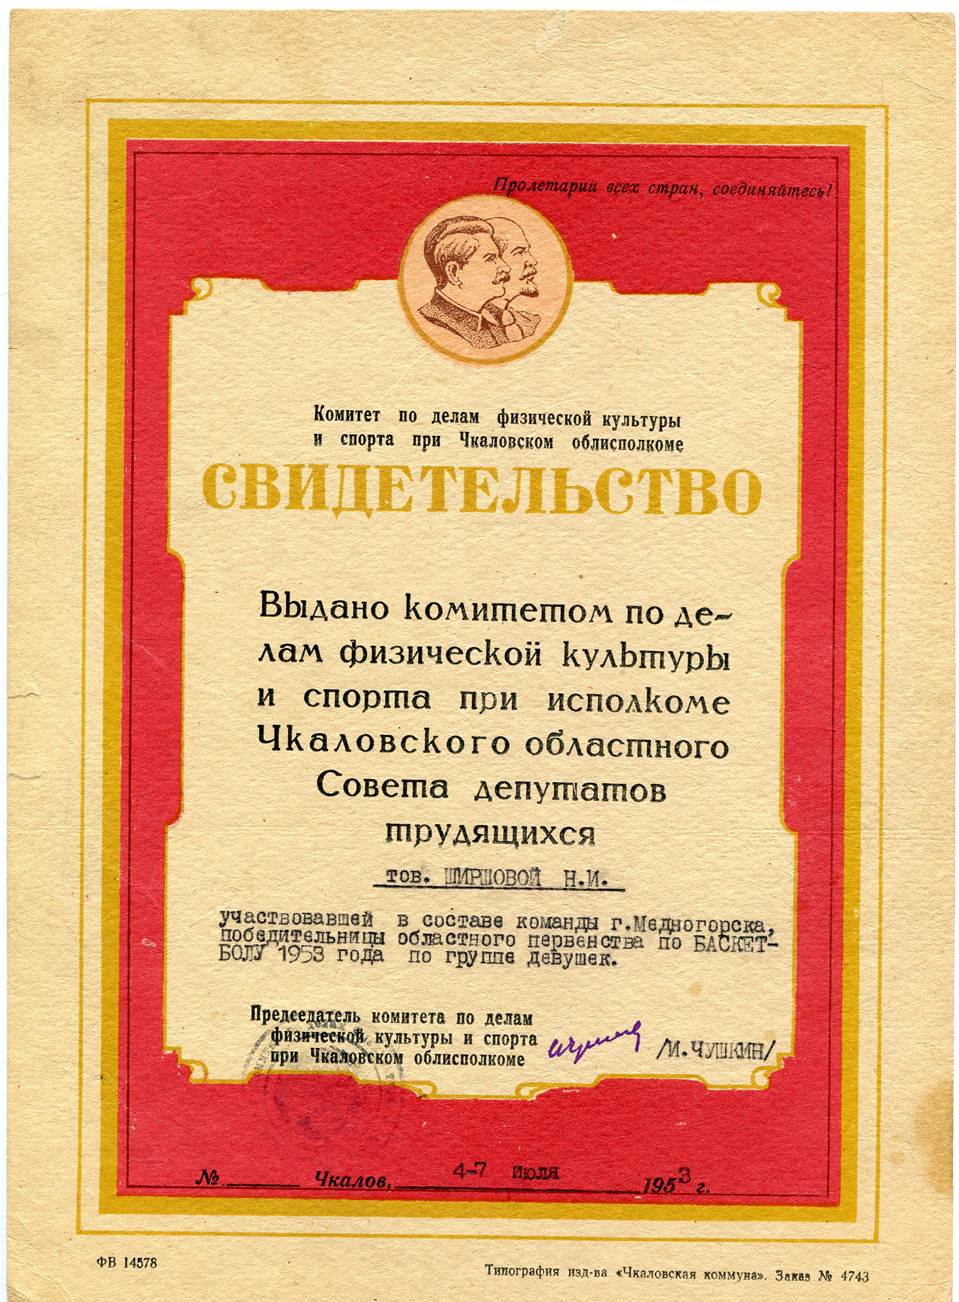 Пролетарии всех стран, соединяйтесь!
Комитет по делам физической культуры
и спорта при Чкаловском облисполкоме
СВИДЕТЕЛЬСТВО
Выдано комитетом по де-
лам физической культуры
и спорта при исполкоме
Чкаловского областного
Совета депутатов
трудящихся
тов. ШИРШОВОЙ Н.И.
участвовавшей в составе команды г.Медногорска,
победительницы областного первенства по БАСКЕТ-
БОЛУ 1953 года по группе девушек.
Председатель комитета по делам
физической культуры и спорта
при Чкаловском облисполкоме
/И.ЧУШКИН/
№ Чкалов, 4-7 июля 1953 г.
ФВ 14578
Типография изд-ва «Чкаловская коммуна». Заказ № 4743